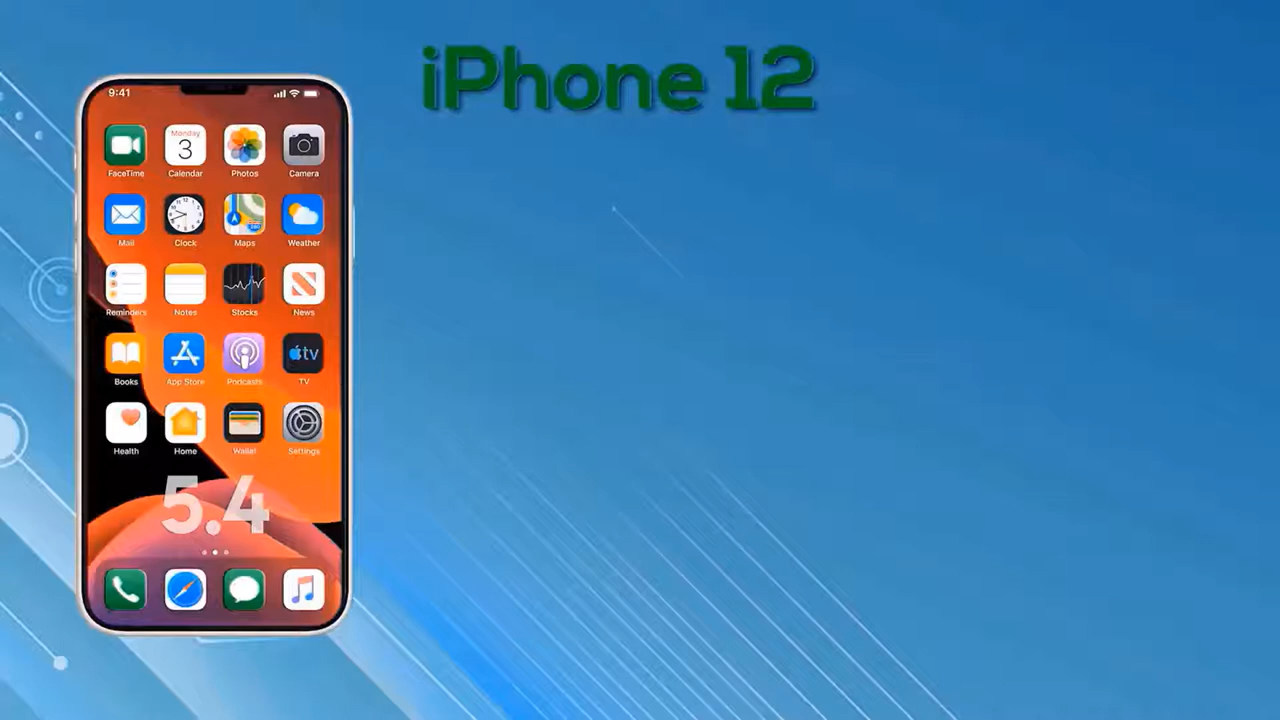 iPhone 12
9:41
Monday
3
FaceTime Calendar Photos Camera
280
Mail Clock Maps Weather
Reminders Notes Stocks News
tv
Books App Store Podcasts TV
Health Home Wallet Settings
5.4